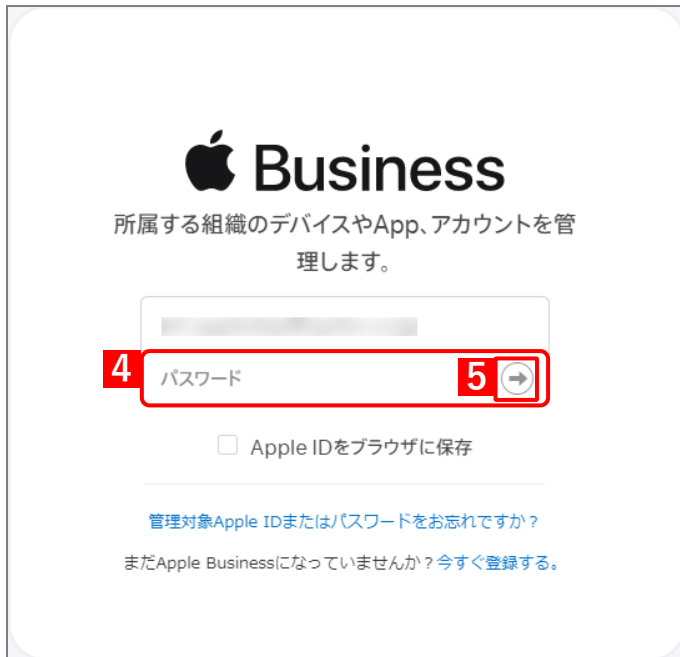 Business
所属する組織のデバイスやApp、アカウントを管
理します。
4 パスワード 5
Apple IDをブラウザに保存
管理対象Apple IDまたはパスワードをお忘れですか？
まだApple Businessになっていませんか？今すぐ登録する。